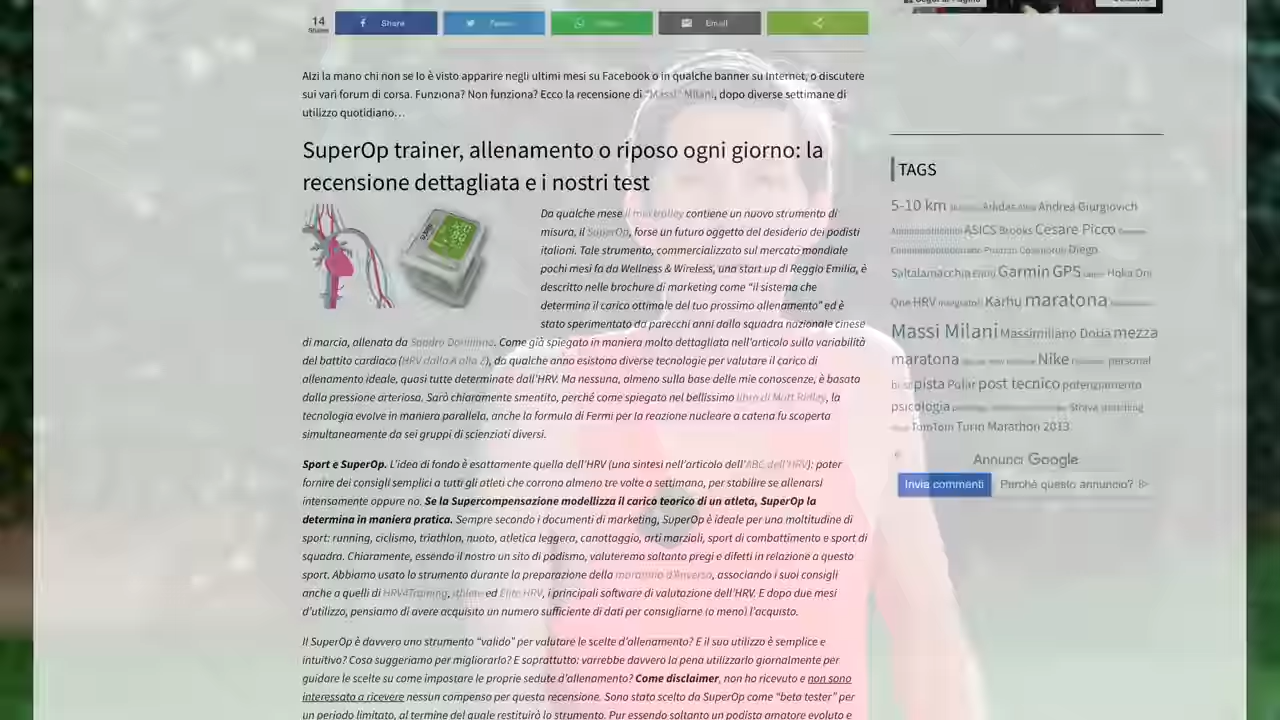 14
Shares
Share
Email
Alzi la mano chi non se lo è visto apparire negli ultimi mesi su Facebook o in qualche banner su Internet, o discutere
sui vari forum di corsa. Funziona? Non funziona? Ecco la recensione di "Massi" Milani, dopo diverse settimane di
utilizzo quotidiano…
SuperOp trainer, allenamento o riposo ogni giorno: la
recensione dettagliata e i nostri test
Da qualche mese il mio trolley contiene un nuovo strumento di
misura, il SuperOp, forse un futuro oggetto del desiderio dei podisti
italiani. Tale strumento, commercializzato sul mercato mondiale
pochi mesi fa da Wellness & Wireless, una start up di Reggio Emilia, è
descritto nelle brochure di marketing come "il sistema che
determina il carico ottimale del tuo prossimo allenamento" ed è
stato sperimentato da parecchi anni dalla squadra nazionale cinese
di marcia, allenata da Sandro Damilano. Come già spiegato in maniera molto dettagliata nell'articolo sulla variabilità
del battito cardiaco (HRV dalla A alla Z), da qualche anno esistono diverse tecnologie per valutare il carico di
allenamento ideale, quasi tutte determinate dall'HRV. Ma nessuna, almeno sulla base delle mie conoscenze, è basata
dalla pressione arteriosa. Sarò chiaramente smentito, perché come spiegato nel bellissimo libro di Matt Ridley, la
tecnologia evolve in maniera parallela, anche la formula di Fermi per la reazione nucleare a catena fu scoperta
simultaneamente da sei gruppi di scienziati diversi.
Sport e SuperOp. L'idea di fondo è esattamente quella dell'HRV (una sintesi nell'articolo dell'ABC dell'HRV): poter
fornire dei consigli semplici a tutti gli atleti che corrono almeno tre volte a settimana, per stabilire se allenarsi
intensamente oppure no. Se la Supercompensazione modellizza il carico teorico di un atleta, SuperOp la
determina in maniera pratica. Sempre secondo i documenti di marketing, SuperOp è ideale per una moltitudine di
sport: running, ciclismo, triathlon, nuoto, atletica leggera, canottaggio, arti marziali, sport di combattimento e sport di
squadra. Chiaramente, essendo il nostro un sito di podismo, valuteremo soltanto pregi e difetti in relazione a questo
sport. Abbiamo usato lo strumento durante la preparazione della maratona d'Anversa, associando i suoi consigli
anche a quelli di HRV4Training, ithlete ed Elite HRV, i principali software di valutazione dell'HRV. E dopo due mesi
d'utilizzo, pensiamo di avere acquisito un numero sufficiente di dati per consigliarne (o meno) l'acquisto.
Il SuperOp è davvero uno strumento "valido" per valutare le scelte d'allenamento? E il suo utilizzo è semplice e
intuitivo? Cosa suggeriamo per migliorarlo? E soprattutto: varrebbe davvero la pena utilizzarlo giornalmente per
guidare le scelte su come impostare le proprie sedute d'allenamento? Come disclaimer, non ho ricevuto e non sono
interessato a ricevere nessun compenso per questa recensione. Sono stato scelto da SuperOp come "beta tester" per
un periodo limitato, al termine del quale restituirò lo strumento. Pur essendo soltanto un podista amatore evoluto e
TAGS
5-10 km Adidas Andrea Giurgiovich
ASICS Brooks Cesare Picco
Diego
Saltalamacchia Garmin GPS Hoka One
One HRV Karhu maratona
Massi Milani Massimiliano Doria mezza
maratona Nike personal
pista Polar post tecnico potenziamento
psicologia Strava
TomTom Turin Marathon 2013
Annunci Google
Invia commenti Perché questo annuncio?